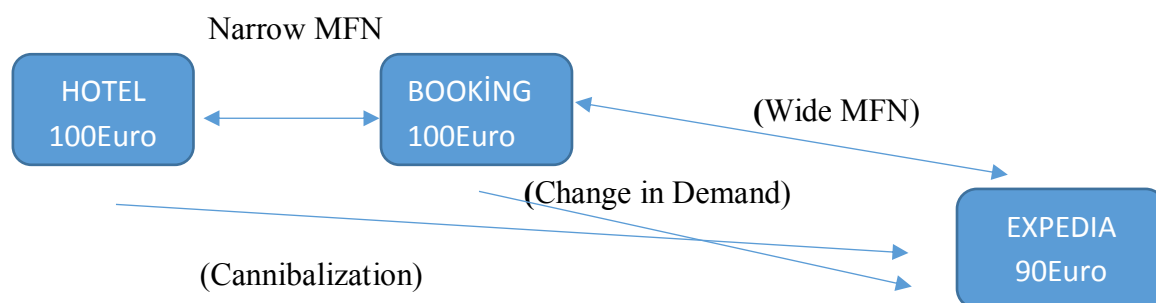 Narrow MFN
HOTEL
100Euro
BOOKİNG
100Euro
(Wide MFN)
(Change in Demand)
EXPEDIA
90Euro
(Cannibalization)